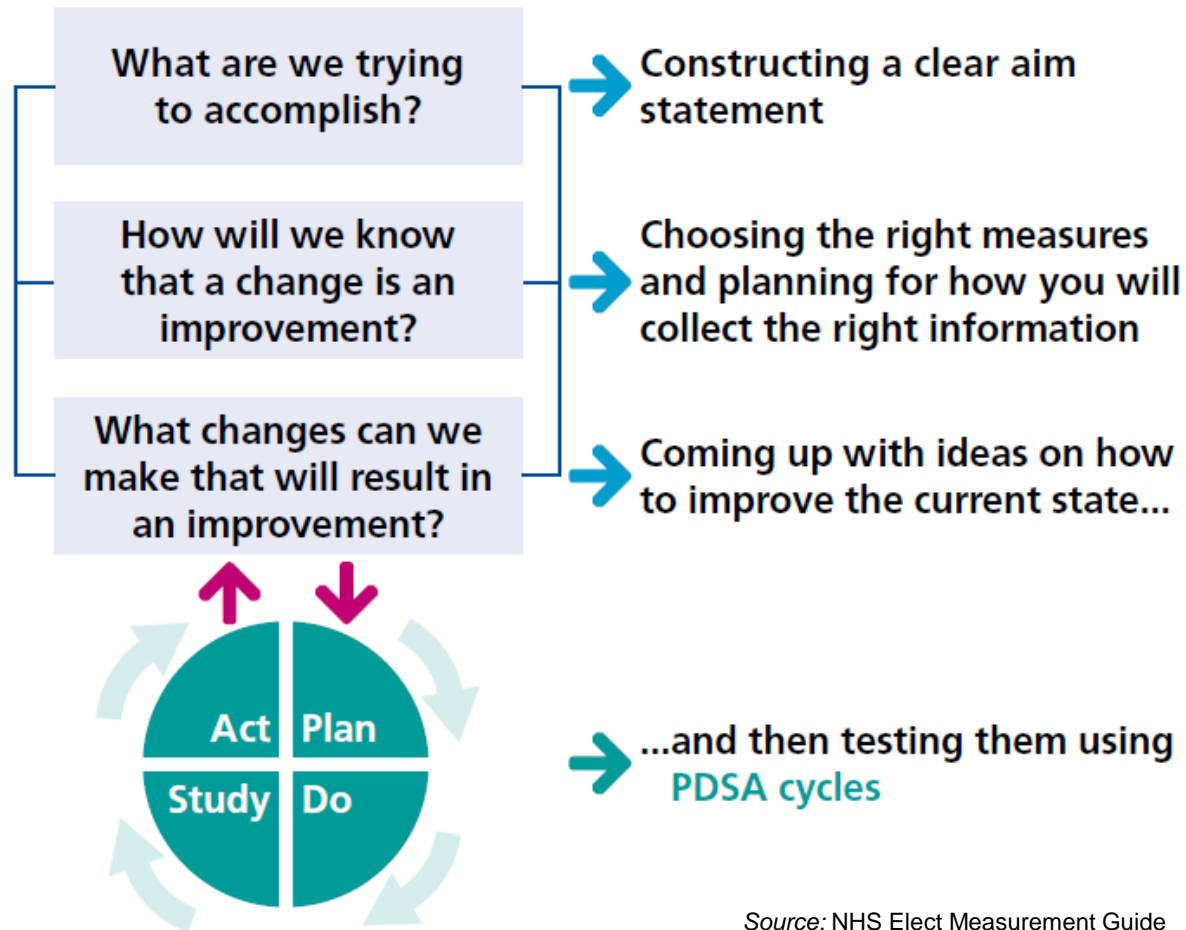 What are we trying
to accomplish?
Constructing a clear aim
statement
How will we know
that a change is an
improvement?
Choosing the right measures
and planning for how you will
collect the right information
What changes can we
make that will result in
an improvement?
Coming up with ideas on how
to improve the current state...
Act
Plan
Study
Do
...and then testing them using
PDSA cycles
Source: NHS Elect Measurement Guide